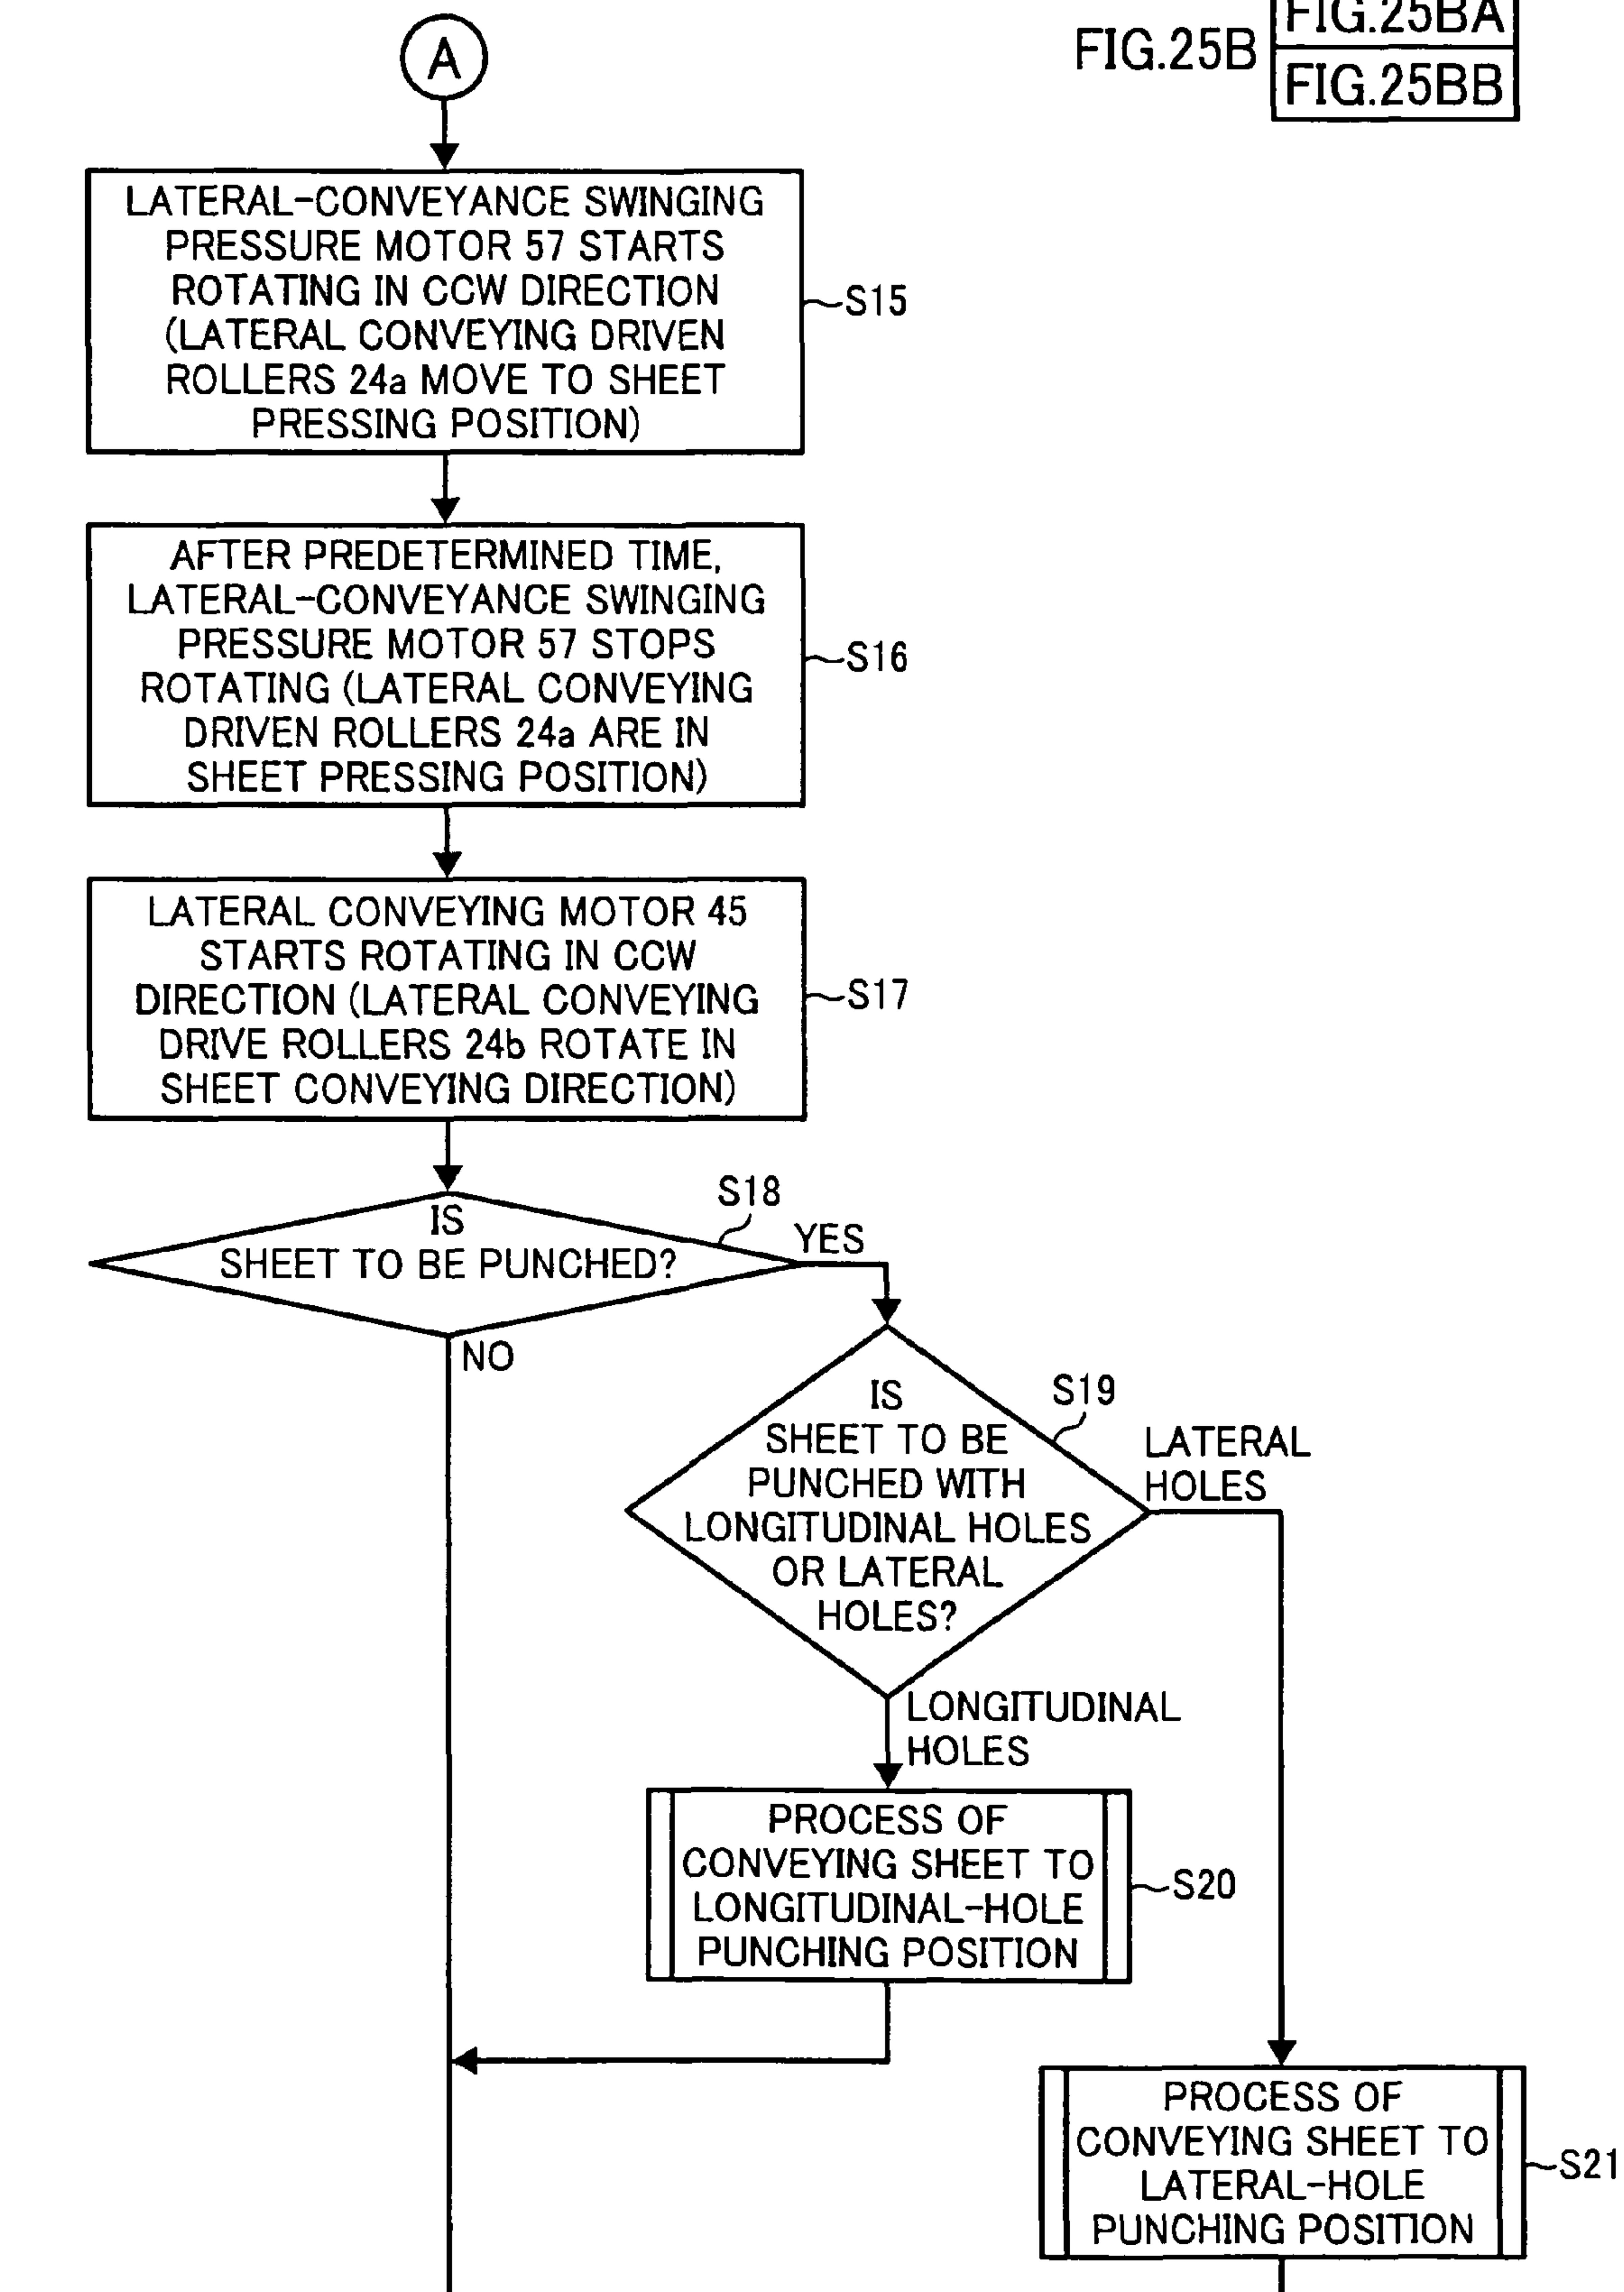 FIG.25B
FIG.25BA
FIG.25BB
A
LATERAL-CONVEYANCE SWINGING
PRESSURE MOTOR 57 STARTS
ROTATING IN CCW DIRECTION
(LATERAL CONVEYING DRIVEN
ROLLERS 24a MOVE TO SHEET
PRESSING POSITION)
S15
AFTER PREDETERMINED TIME,
LATERAL-CONVEYANCE SWINGING
PRESSURE MOTOR 57 STOPS
ROTATING (LATERAL CONVEYING
DRIVEN ROLLERS 24a ARE IN
SHEET PRESSING POSITION)
S16
LATERAL CONVEYING MOTOR 45
STARTS ROTATING IN CCW
DIRECTION (LATERAL CONVEYING
DRIVE ROLLERS 24b ROTATE IN
SHEET CONVEYING DIRECTION)
S17
IS
SHEET TO BE PUNCHED?
S18
YES
NO
IS
SHEET TO BE
PUNCHED WITH
LONGITUDINAL HOLES
OR LATERAL
HOLES?
S19
LATERAL
HOLES
LONGITUDINAL
HOLES
PROCESS OF
CONVEYING SHEET TO
LONGITUDINAL-HOLE
PUNCHING POSITION
S20
PROCESS OF
CONVEYING SHEET TO
LATERAL-HOLE
PUNCHING POSITION
S21